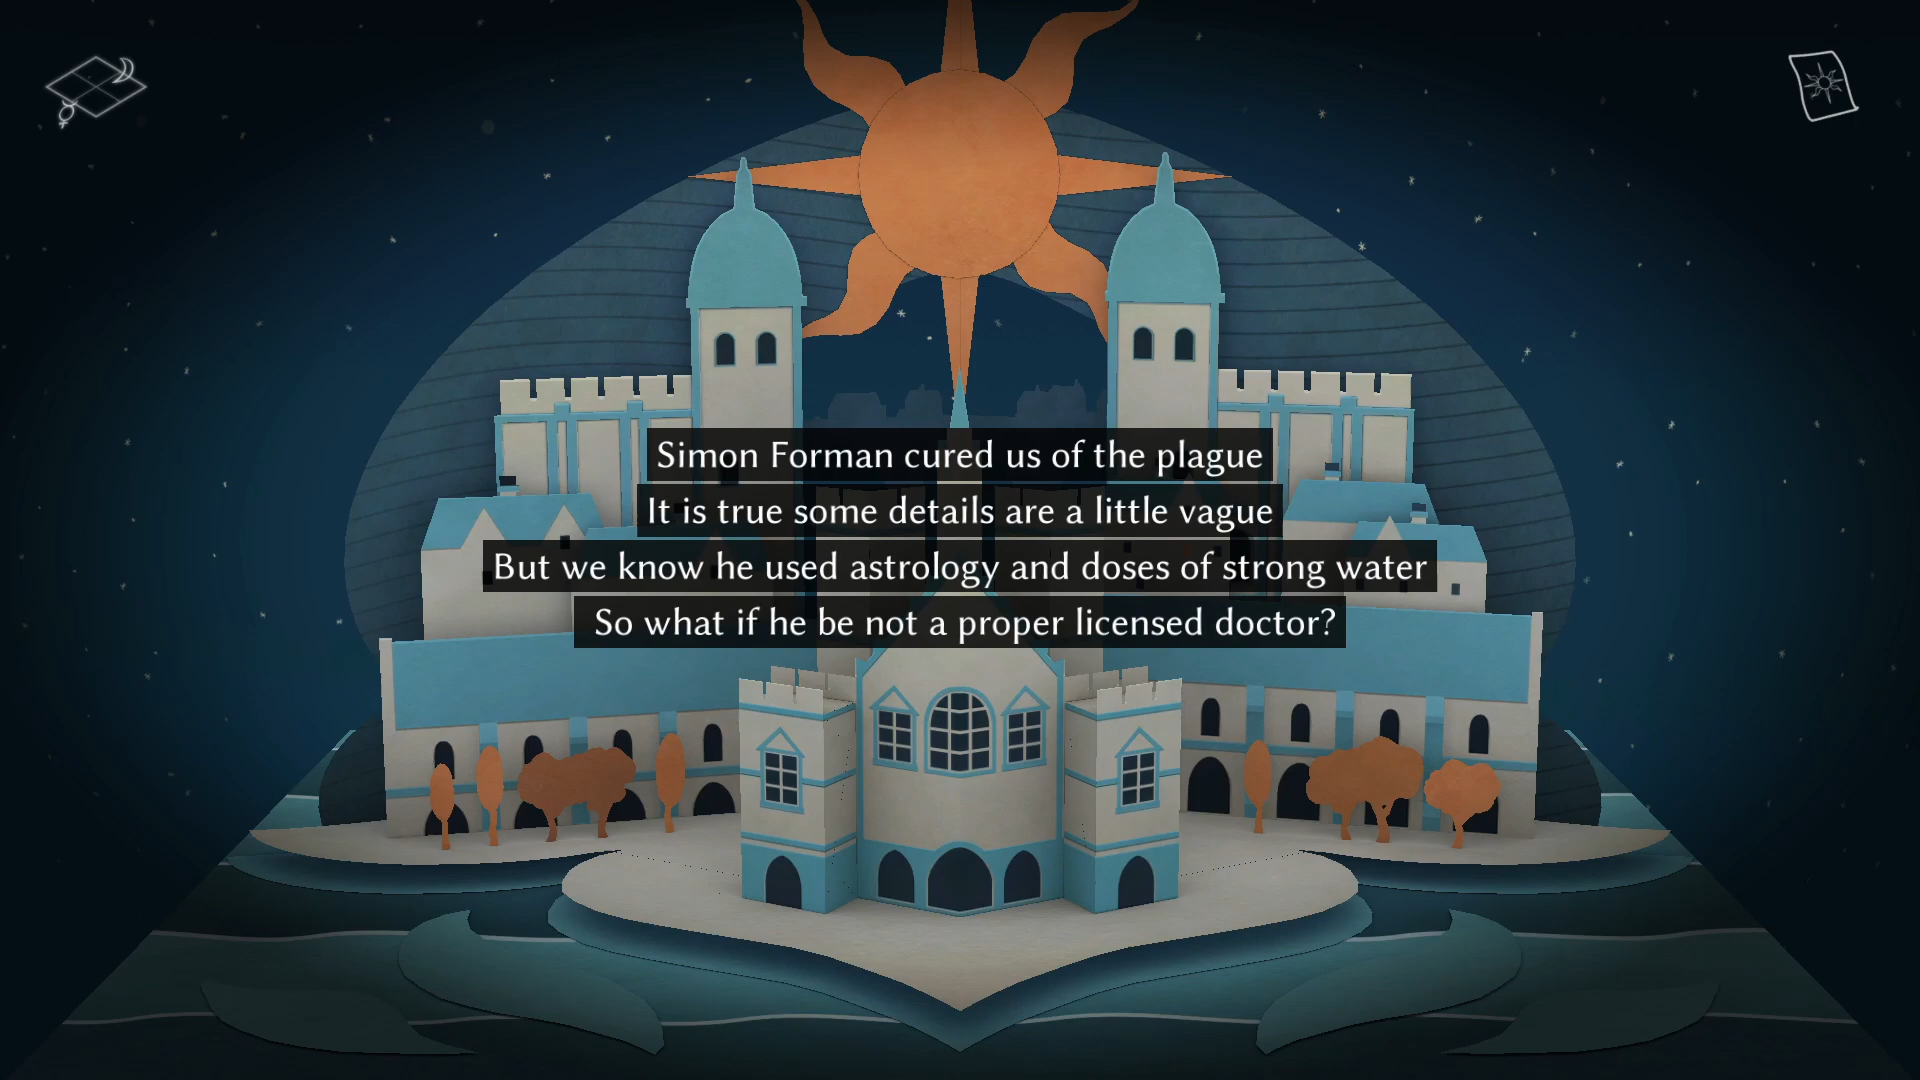 Simon Forman cured us of the plague
It is true some details are a little vague
But we know he used astrology and doses of strong water
So what if he be not a proper licensed doctor?